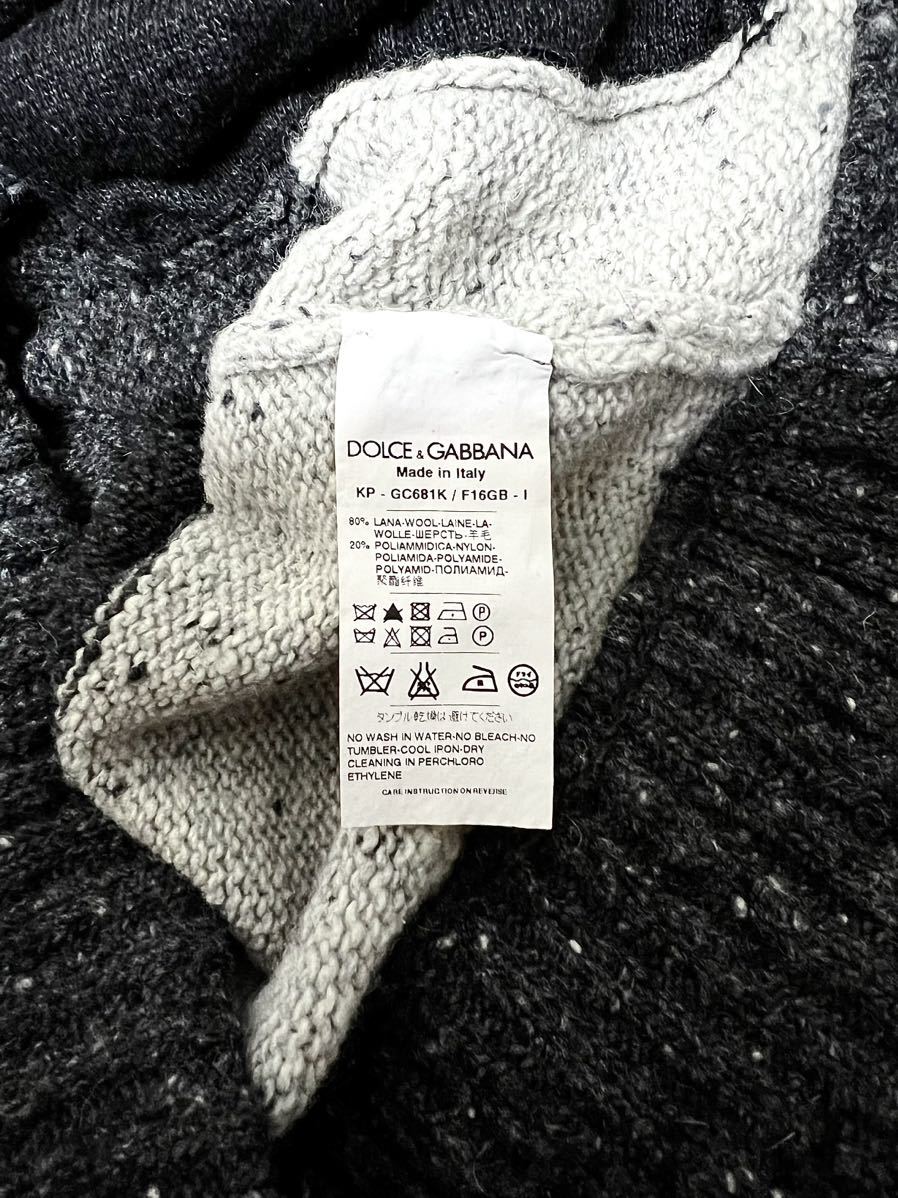 DOLCE & GABBANA
Made in Italy
KP - GC681K / F16GB - I
80% LANA-WOOL-LAINE-LA-
WOLLE-ШЕРСТЬ-羊毛
20% POLIAMMIDICA-NYLON-
POLIAMIDA-POLYAMIDE-
POLYAMID-ПОЛИАМИД-
聚酯纤维
P
P
ドライ
タンブル乾燥は避けてください
NO WASH IN WATER-NO BLEACH-NO
TUMBLER-COOL IPON-DRY
CLEANING IN PERCHLORO
ETHYLENE
CARE INSTRUCTION ON REVERSE